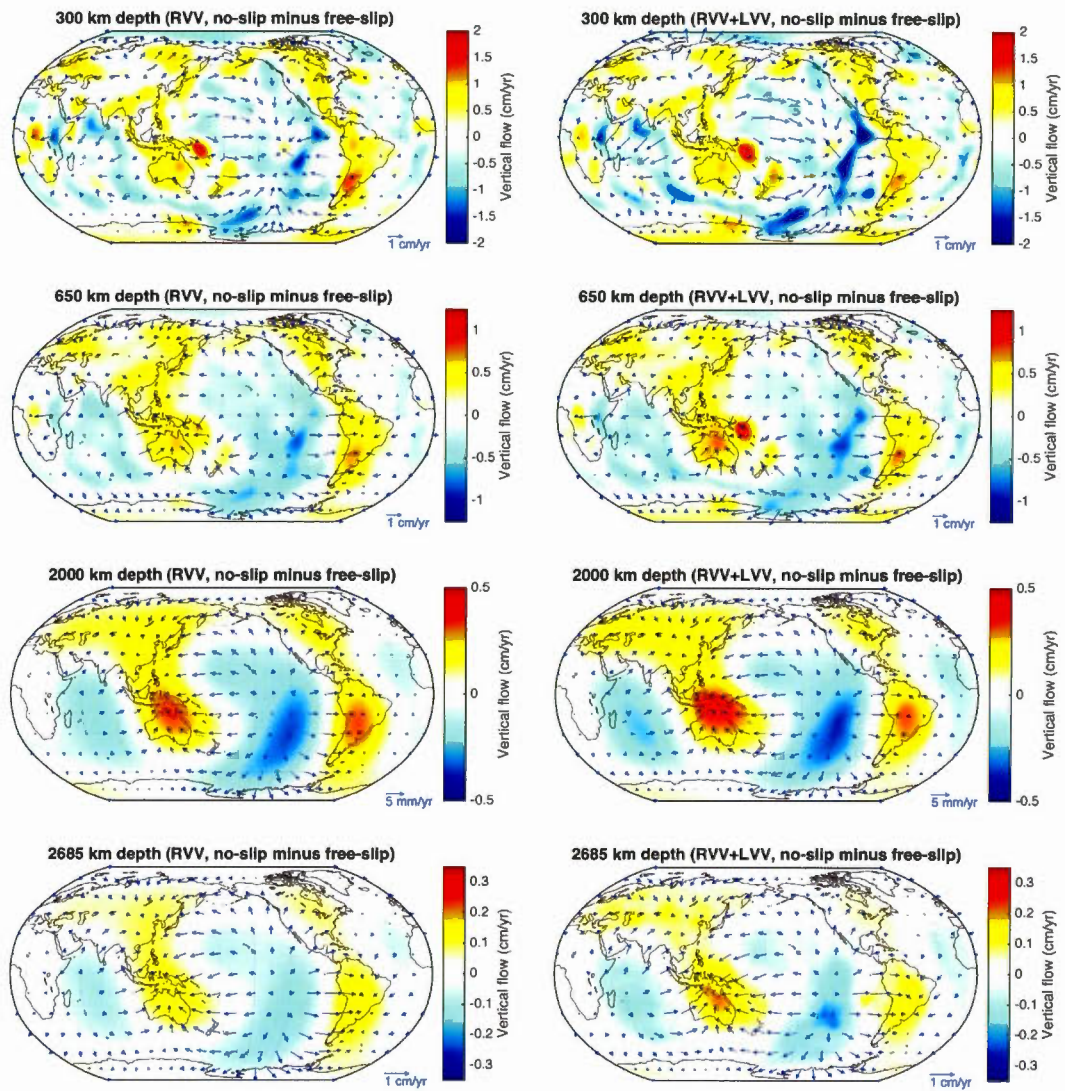 300 km depth (RVV, no-slip minus free-slip)
2
1.5
1
0.5
0
-0.5
-1
-1.5
-2
Vertical flow (cm/yr)
1 cm/yr
300 km depth (RVV+LVV, no-slip minus free-slip)
2
1.5
1
0.5
0
-0.5
-1
-1.5
-2
Vertical flow (cm/yr)
1 cm/yr
650 km depth (RVV, no-slip minus free-slip)
1
0.5
0
-0.5
-1
Vertical flow (cm/yr)
1 cm/yr
650 km depth (RVV+LVV, no-slip minus free-slip)
1
0.5
0
-0.5
-1
Vertical flow (cm/yr)
1 cm/yr
2000 km depth (RVV, no-slip minus free-slip)
0.5
0
-0.5
Vertical flow (cm/yr)
5 mm/yr
2000 km depth (RVV+LVV, no-slip minus free-slip)
0.5
0
-0.5
Vertical flow (cm/yr)
5 mm/yr
2685 km depth (RVV, no-slip minus free-slip)
0.3
0.2
0.1
0
-0.1
-0.2
-0.3
Vertical flow (cm/yr)
1 cm/yr
2685 km depth (RVV+LVV, no-slip minus free-slip)
0.3
0.2
0.1
0
-0.1
-0.2
-0.3
Vertical flow (cm/yr)
1 cm/yr